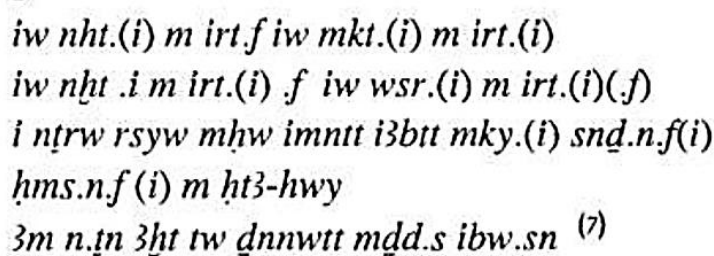 iw nht.(i) m irt.f iw mkt.(i) m irt.(i)
iw nḫt .i m irt.(i) .f iw wsr.(i) m irt.(i)(.f)
i nṯrw rsyw mḥw imntt i3btt mky.(i) snḏ.n.f(i)
ḥms.n.f (i) m ḥt3-hwy
3m n.ṯn 3ḫt tw ḏnnwtt mḏd.s ibw.sn (7)